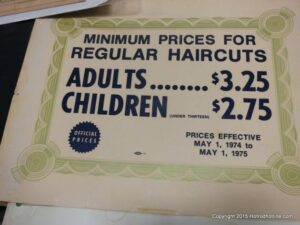 MINIMUM PRICES FOR
REGULAR HAIRCUTS
ADULTS........$3.25
CHILDREN (UNDER THIRTEEN) $2.75
OFFICIAL
PRICES
PRICES EFFECTIVE
MAY 1, 1974 to
MAY 1, 1975
Copyright 2015 Hotrodhotline.com